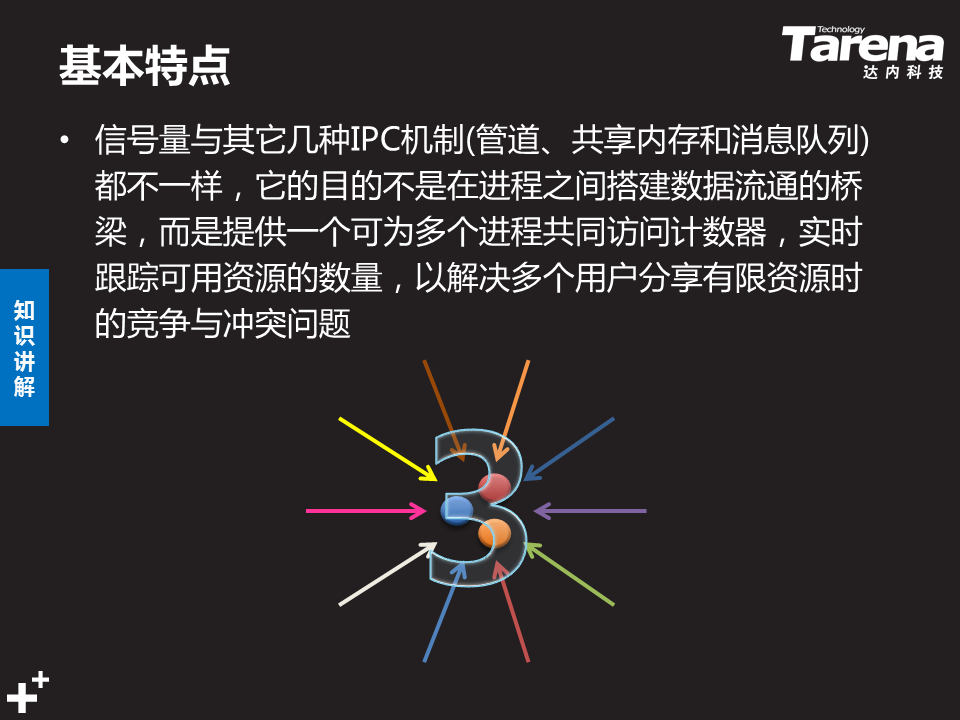 基本特点
Technology
Tarena
达内科技
• 信号量与其它几种IPC机制(管道、共享内存和消息队列)
都不一样，它的目的不是在进程之间搭建数据流通的桥
梁，而是提供一个可为多个进程共同访问计数器，实时
跟踪可用资源的数量，以解决多个用户分享有限资源时
的竞争与冲突问题
知识讲解
3